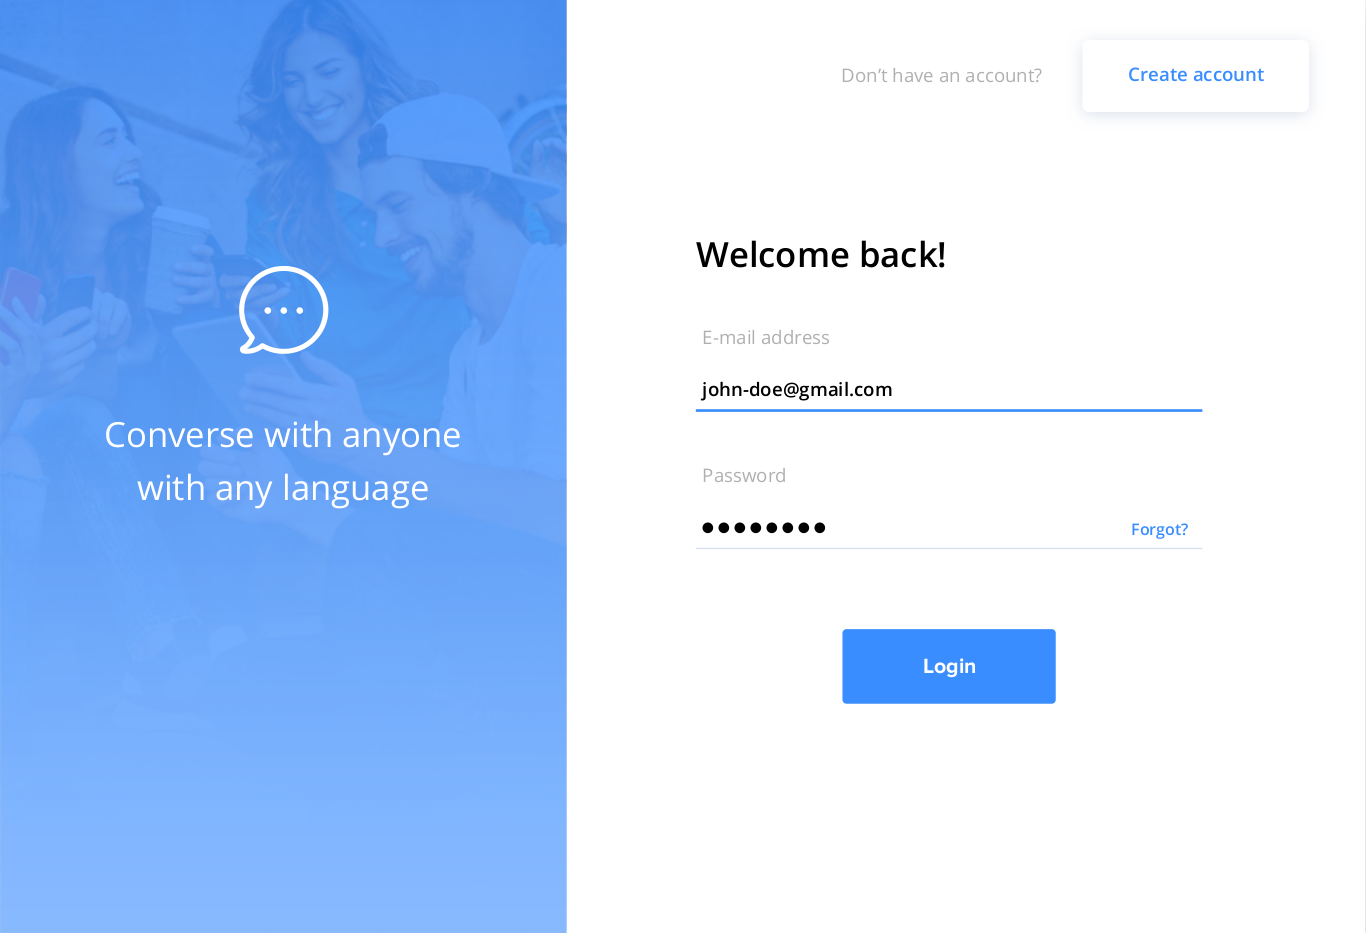 Don’t have an account?
Create account
Converse with anyone
with any language
Welcome back!
E-mail address
john-doe@gmail.com
Password
Forgot?
Login